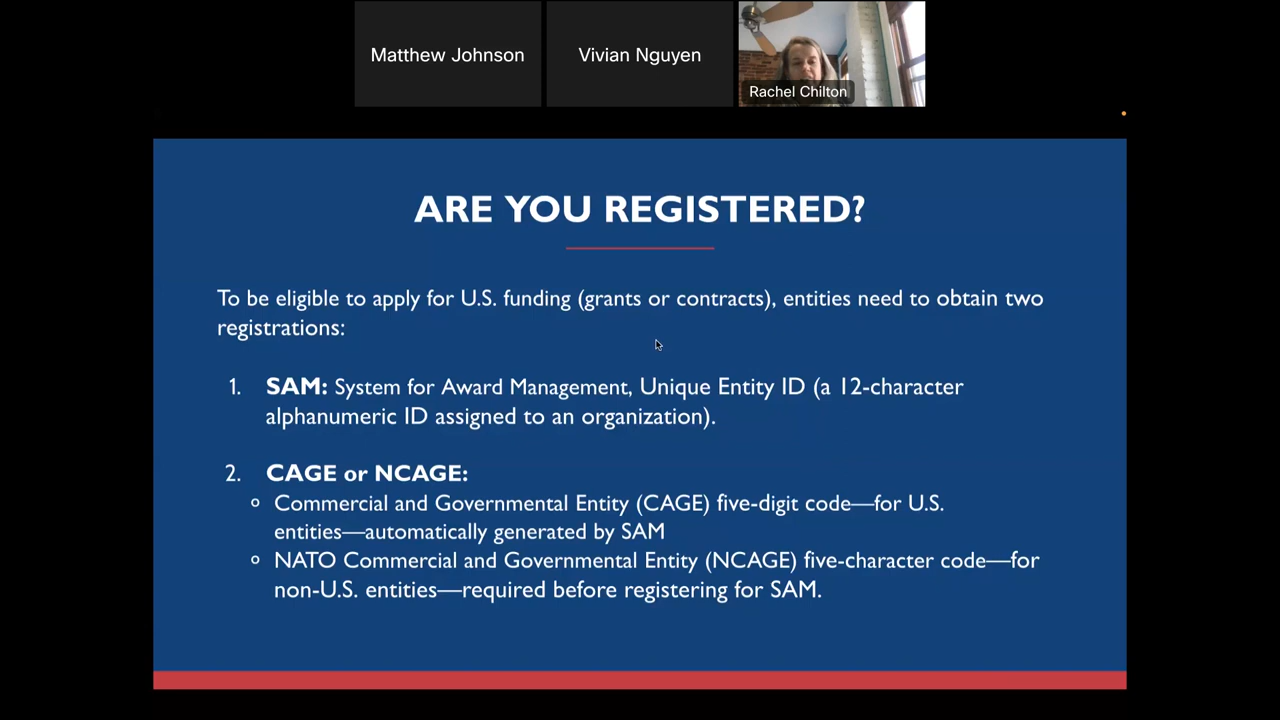 Matthew Johnson
Vivian Nguyen
Rachel Chilton
ARE YOU REGISTERED?
To be eligible to apply for U.S. funding (grants or contracts), entities need to obtain two
registrations:
1. SAM: System for Award Management, Unique Entity ID (a 12-character
alphanumeric ID assigned to an organization).
2. CAGE or NCAGE:
Commercial and Governmental Entity (CAGE) five-digit code—for U.S.
entities—automatically generated by SAM
NATO Commercial and Governmental Entity (NCAGE) five-character code—for
non-U.S. entities—required before registering for SAM.